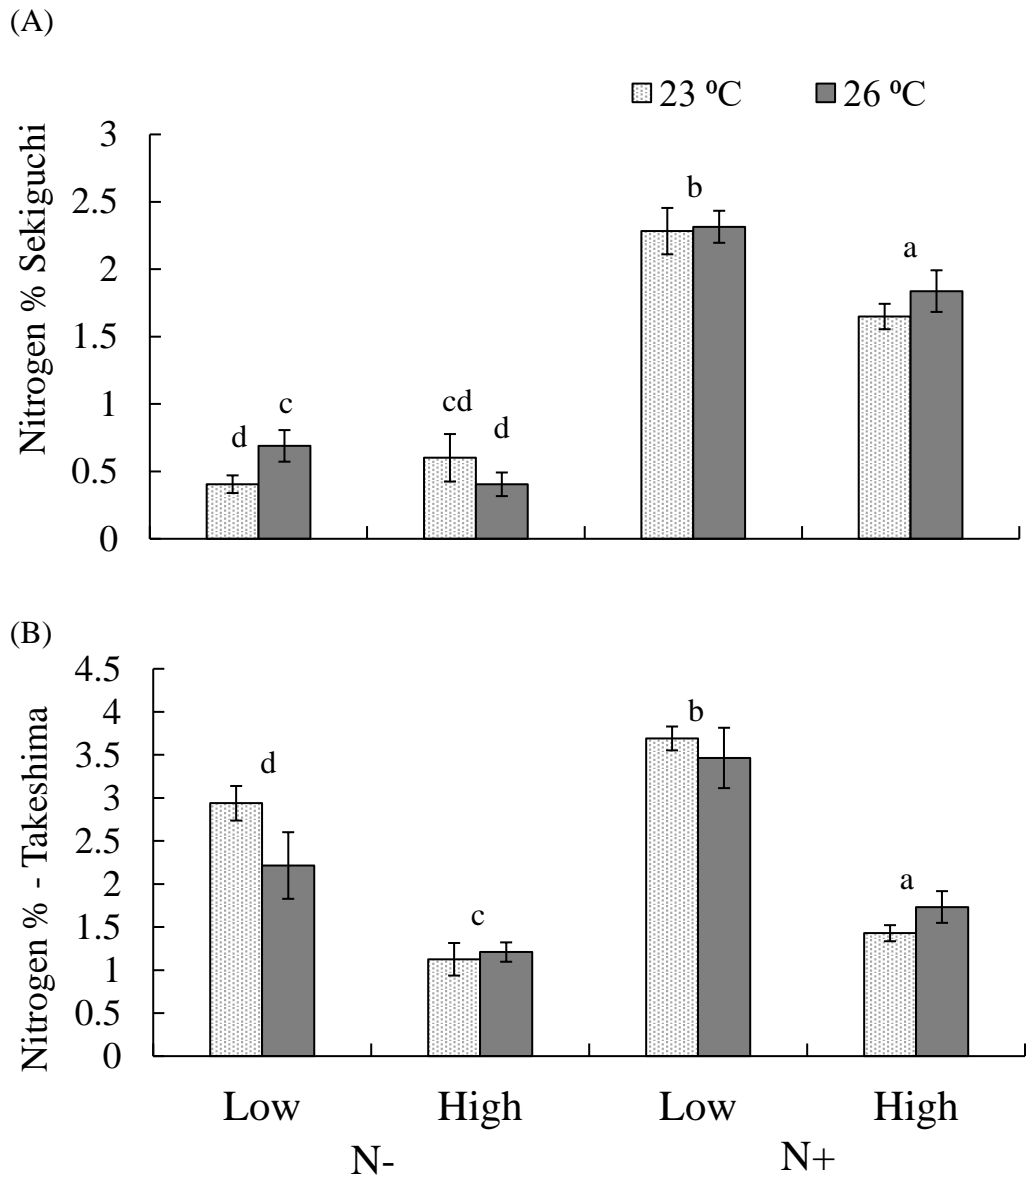 (A)
23 ºC
26 ºC
Nitrogen % Sekiguchi
3
2.5
2
1.5
1
0.5
0
d
c
cd
d
b
a
(B)
Nitrogen % - Takeshima
4.5
4
3.5
3
2.5
2
1.5
1
0.5
0
d
c
b
a
Low High Low High
N- N+